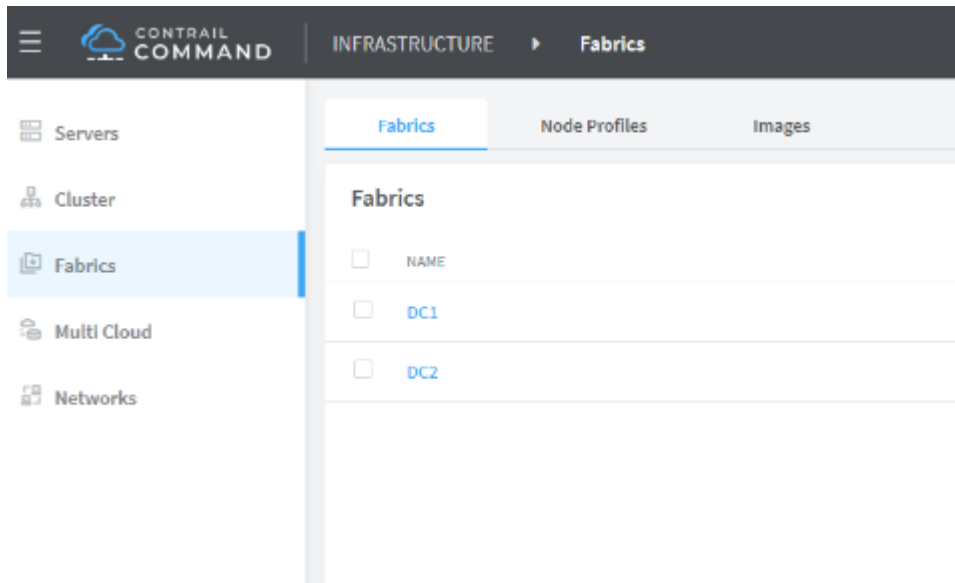 CONTRAIL
COMMAND
INFRASTRUCTURE Fabrics
Servers
Cluster
Fabrics
Multi Cloud
Networks
Fabrics Node Profiles Images
Fabrics
NAME
DC1
DC2